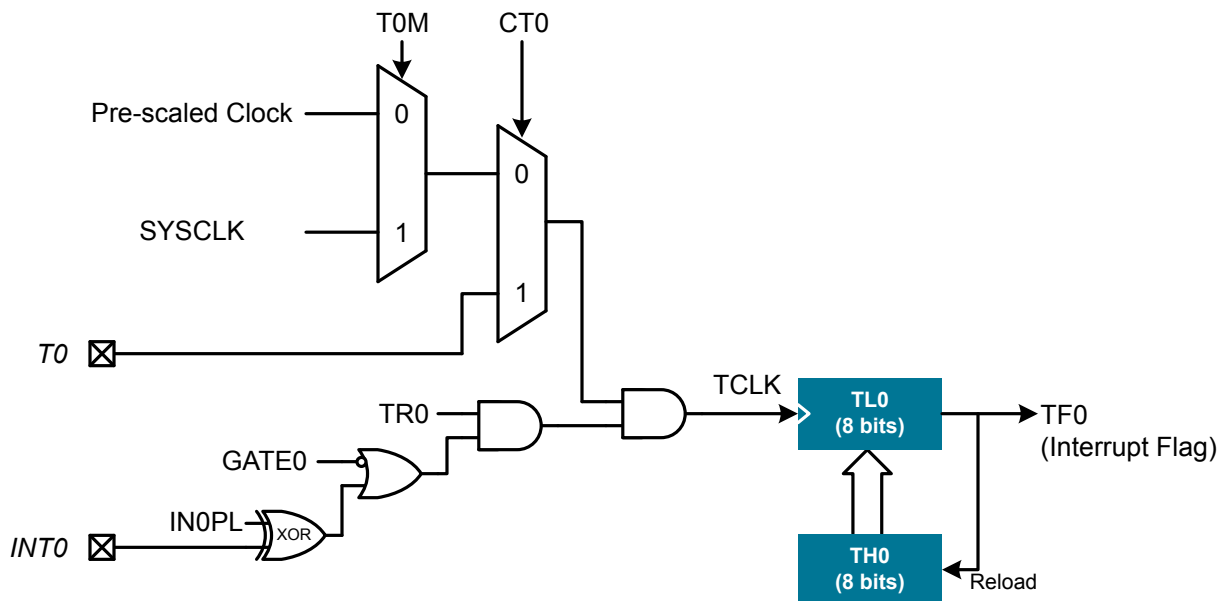 T0M
CT0
Pre-scaled Clock
0
0
SYSCLK
1
1
T0
TCLK
TL0
(8 bits)
TF0
(Interrupt Flag)
TR0
GATE0
IN0PL
XOR
INT0
TH0
(8 bits)
Reload